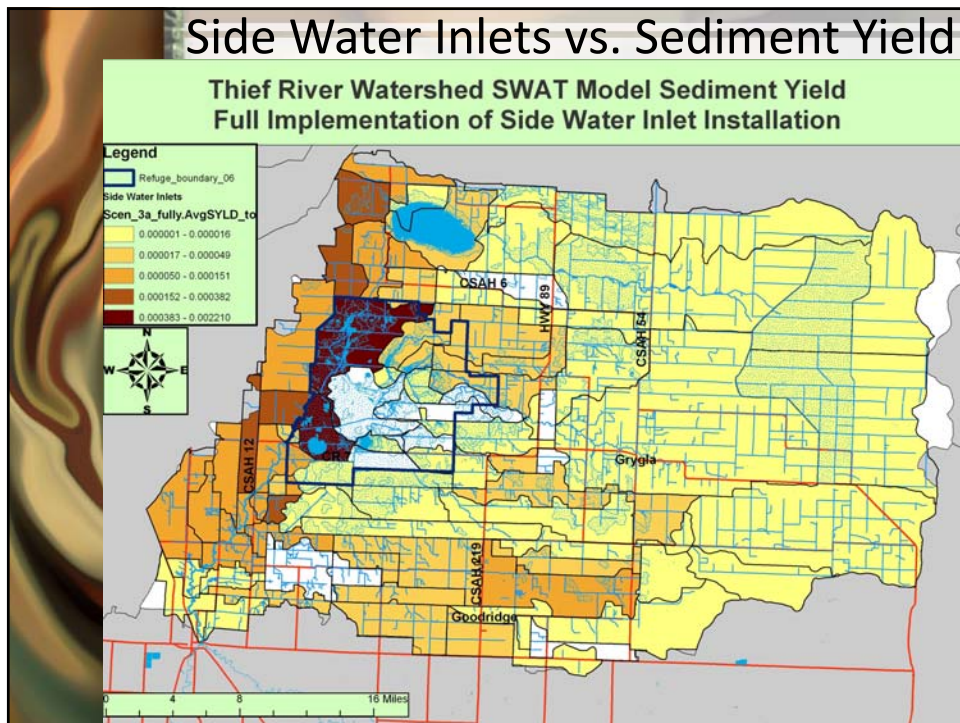 Side Water Inlets vs. Sediment Yield
Thief River Watershed SWAT Model Sediment Yield
Full Implementation of Side Water Inlet Installation
Legend
Refuge_boundary_06
Side Water Inlets
Scen_3a_fully.AvgSYLD_to
0.000001 - 0.000016
0.000017 - 0.000049
0.000050 - 0.000151
0.000152 - 0.000382
0.000383 - 0.002210
N
W E
S
CSAH 6
HWY 89
CSAH 54
CSAH 12
CR 7
Grygla
CSAH 219
Goodridge
0 4 8 16 Miles